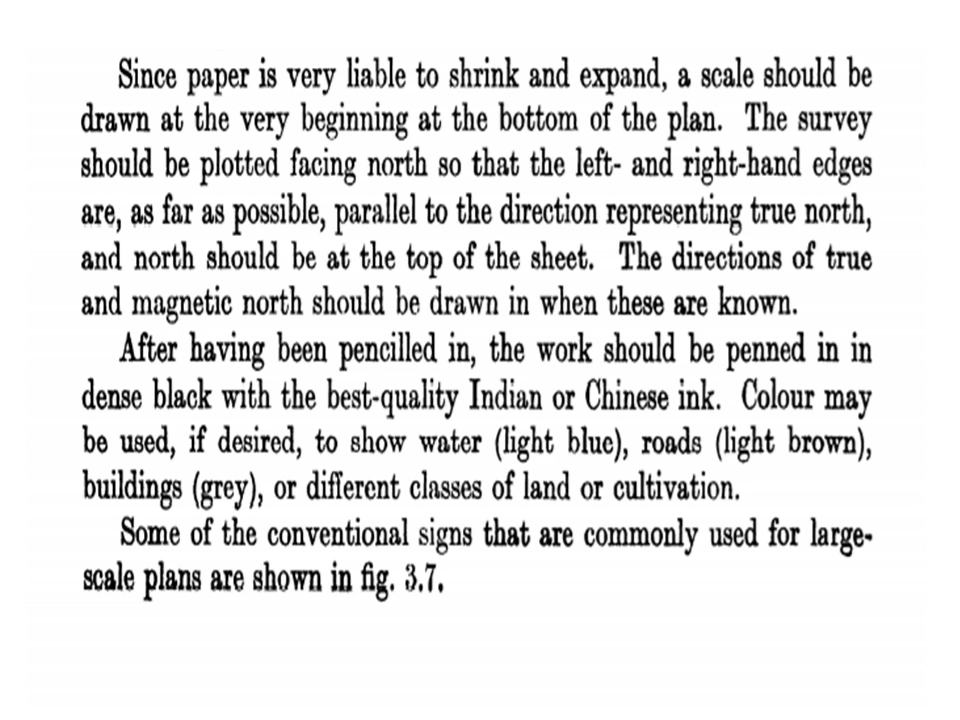 Since paper is very liable to shrink and expand, a scale should be
drawn at the very beginning at the bottom of the plan. The survey
should be plotted facing north so that the left- and right-hand edges
are, as far as possible, parallel to the direction representing true north,
and north should be at the top of the sheet. The directions of true
and magnetic north should be drawn in when these are known.
After having been pencilled in, the work should be penned in in
dense black with the best-quality Indian or Chinese ink. Colour may
be used, if desired, to show water (light blue), roads (light brown),
buildings (grey), or different classes of land or cultivation.
Some of the conventional signs that are commonly used for large-
scale plans are shown in fig. 3.7.